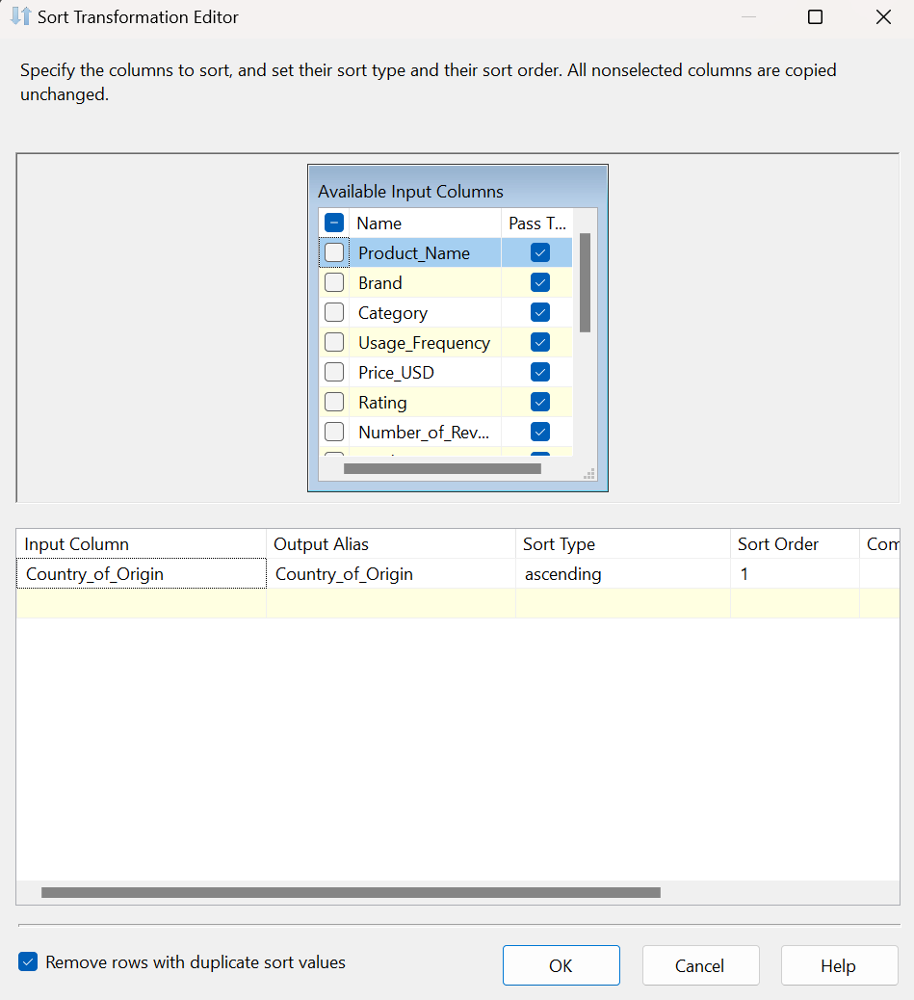 Sort Transformation Editor
Specify the columns to sort, and set their sort type and their sort order. All nonselected columns are copied
unchanged.
Available Input Columns
Name Pass T...
Product_Name
Brand
Category
Usage_Frequency
Price_USD
Rating
Number_of_Rev...
Input Column Output Alias Sort Type Sort Order Com
Country_of_Origin Country_of_Origin ascending 1
Remove rows with duplicate sort values OK Cancel Help